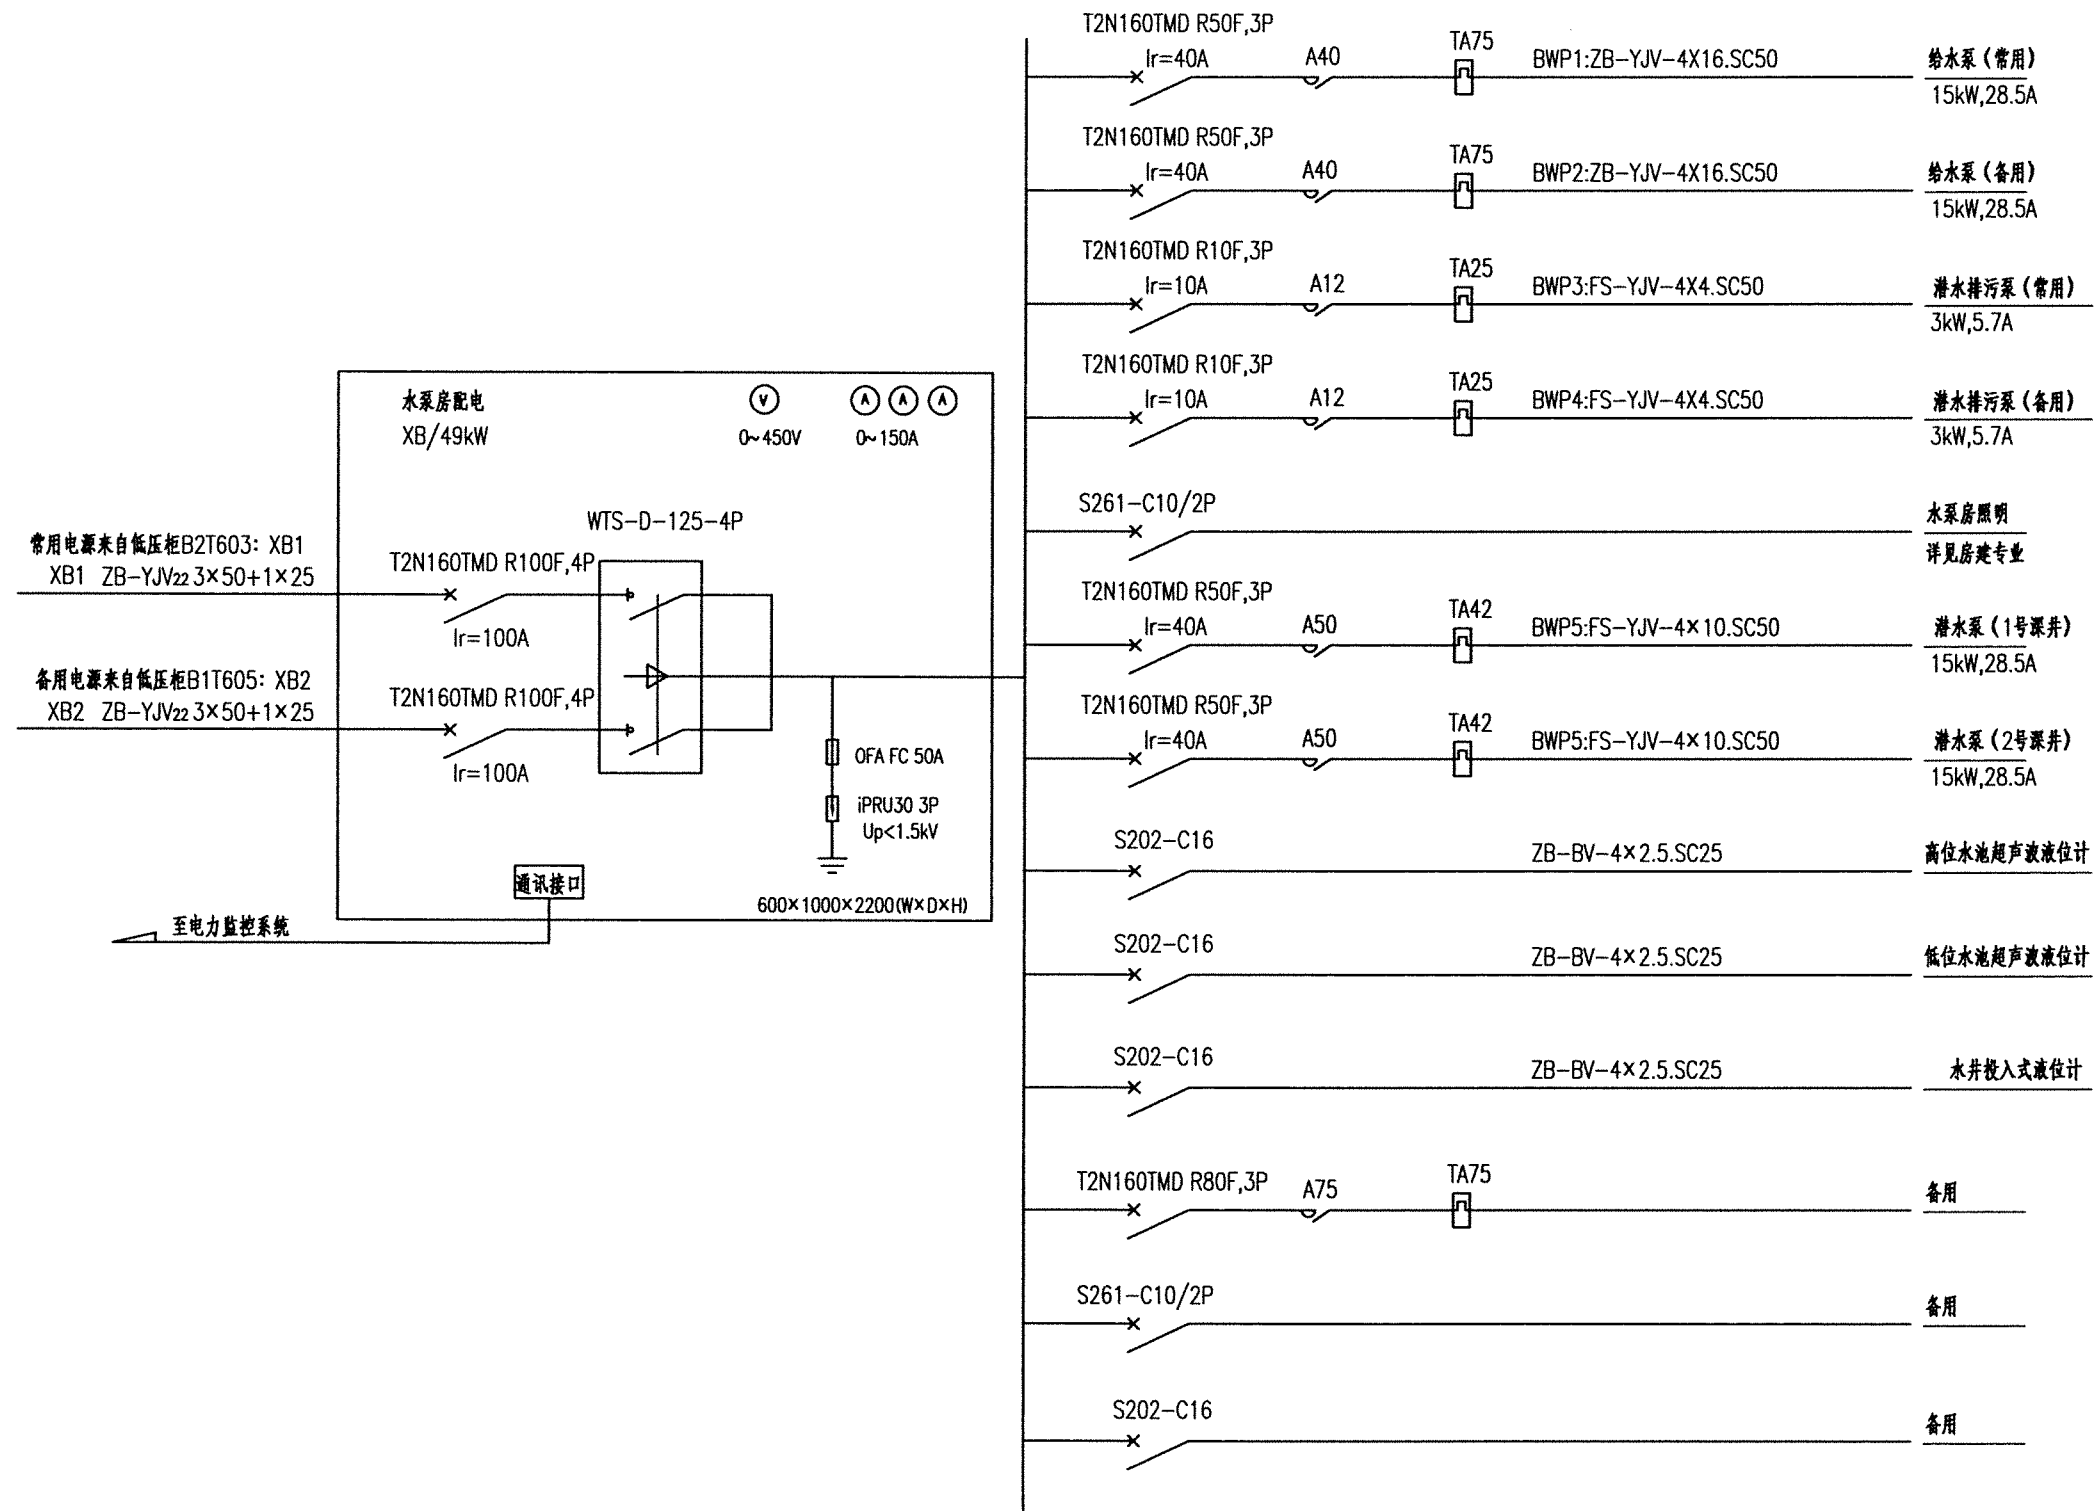 T2N160TMD R50F,3P
Ir=40A
A40
TA75
BWP1:ZB-YJV-4X16.SC50
给水泵(常用)
15kW,28.5A
T2N160TMD R50F,3P
Ir=40A
A40
TA75
BWP2:ZB-YJV-4X16.SC50
给水泵(备用)
15kW,28.5A
T2N160TMD R10F,3P
Ir=10A
A12
TA25
BWP3:FS-YJV-4X4.SC50
潜水排污泵(常用)
3kW,5.7A
T2N160TMD R10F,3P
Ir=10A
A12
TA25
BWP4:FS-YJV-4X4.SC50
潜水排污泵(备用)
3kW,5.7A
S261-C10/2P
水泵房照明
详见房建专业
T2N160TMD R50F,3P
Ir=40A
A50
TA42
BWP5:FS-YJV-4×10.SC50
潜水泵(1号深井)
15kW,28.5A
T2N160TMD R50F,3P
Ir=40A
A50
TA42
BWP5:FS-YJV-4×10.SC50
潜水泵(2号深井)
15kW,28.5A
S202-C16
ZB-BV-4×2.5.SC25
高位水池超声波液位计
S202-C16
ZB-BV-4×2.5.SC25
低位水池超声波液位计
S202-C16
ZB-BV-4×2.5.SC25
水井投入式液位计
T2N160TMD R80F,3P
A75
TA75
备用
S261-C10/2P
备用
S202-C16
备用
水泵房配电
XB/49kW
V
A A A
0~450V
0~150A
WTS-D-125-4P
常用电源来自低压柜B2T603: XB1
XB1 ZB-YJV22 3×50+1×25
T2N160TMD R100F,4P
Ir=100A
备用电源来自低压柜B1T605: XB2
XB2 ZB-YJV22 3×50+1×25
T2N160TMD R100F,4P
Ir=100A
OFA FC 50A
iPRU30 3P
Up<1.5kV
通讯接口
600×1000×2200(W×D×H)
至电力监控系统